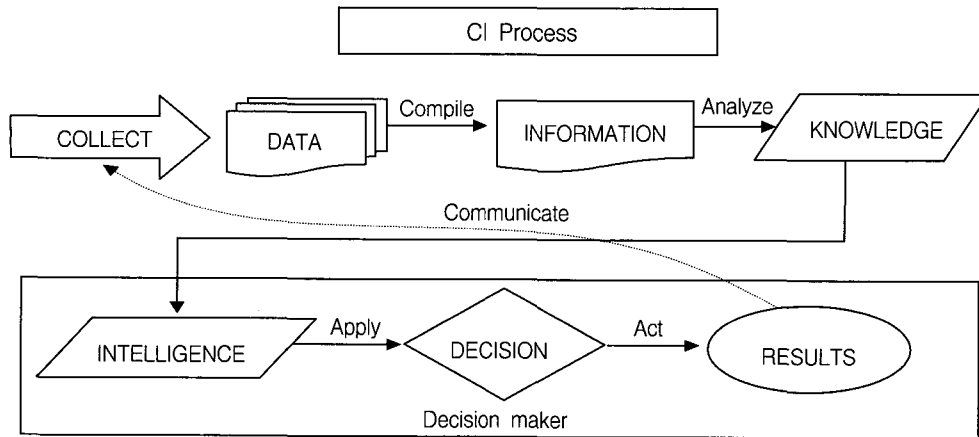 CI Process
COLLECT
DATA
Compile
INFORMATION
Analyze
KNOWLEDGE
Communicate
INTELLIGENCE
Apply
DECISION
Act
RESULTS
Decision maker